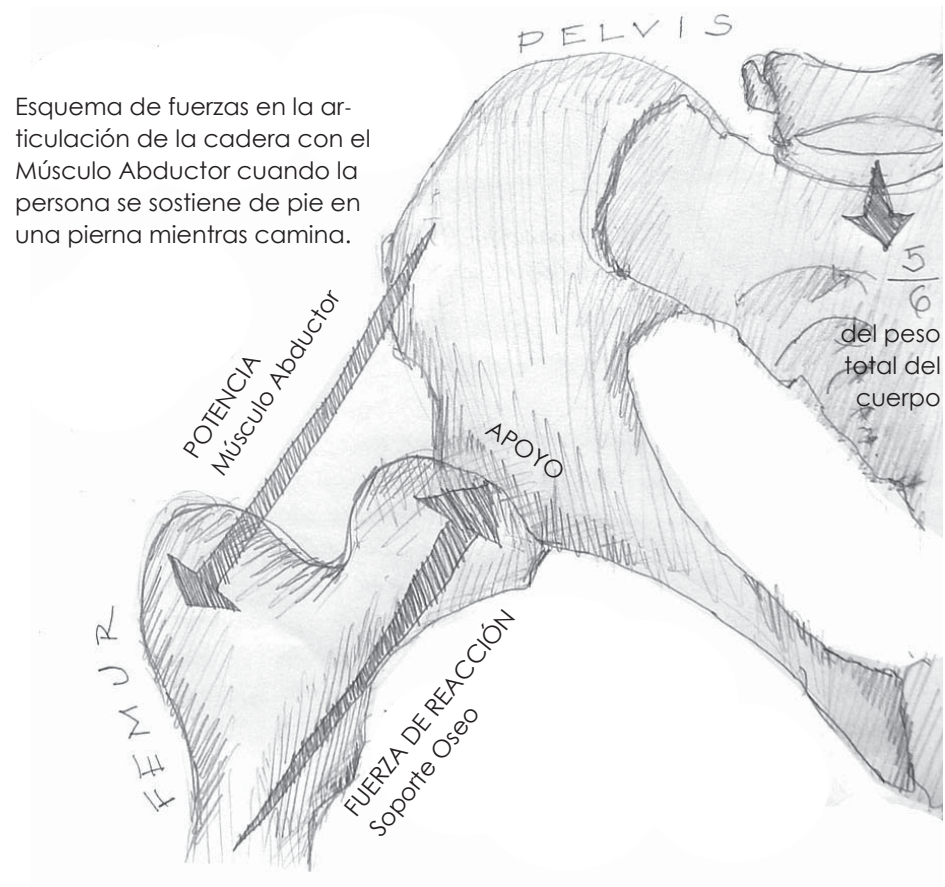 PELVIS
Esquema de fuerzas en la ar-
ticulación de la cadera con el
Músculo Abductor cuando la
persona se sostiene de pie en
una pierna mientras camina.
5
6
del peso
total del
cuerpo
POTENCIA
Músculo Abductor
APOYO
FEMUR
FUERZA DE REACCIÓN
Soporte Oseo